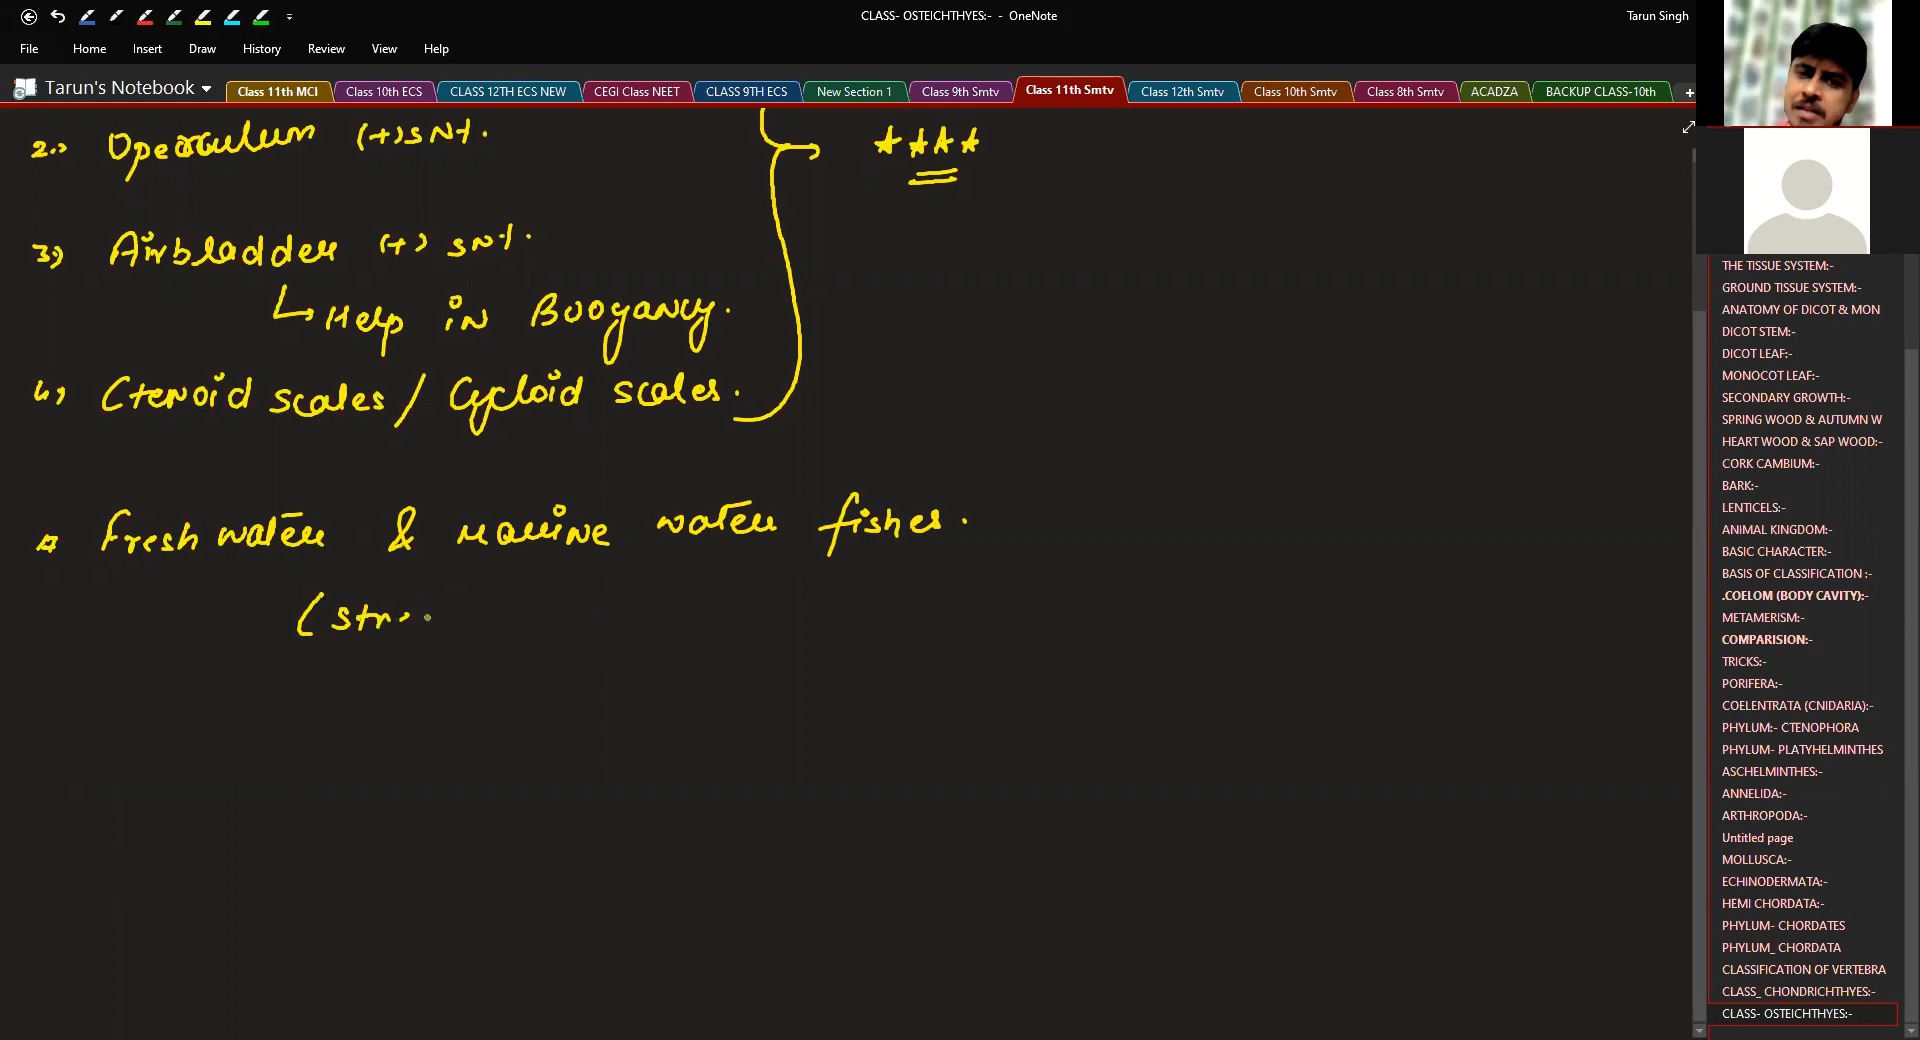 CLASS- OSTEICHTHYES:- - OneNote
Tarun Singh
File Home Insert Draw History Review View Help
Tarun's Notebook
Class 11th MCI Class 10th ECS CLASS 12TH ECS NEW CEGI Class NEET CLASS 9TH ECS New Section 1 Class 9th Smtv Class 11th Smtv Class 12th Smtv Class 10th Smtv Class 8th Smtv ACADZA BACKUP CLASS-10th
2.) Operculum (+)snt.
3) Airbladder (+) snt.
Help in Buoyancy.
4) Ctenoid scales / Cycloid scales.
Fresh water & marine water fishes.
(str.
THE TISSUE SYSTEM:-
GROUND TISSUE SYSTEM:-
ANATOMY OF DICOT & MON
DICOT STEM:-
DICOT LEAF:-
MONOCOT LEAF:-
SECONDARY GROWTH:-
SPRING WOOD & AUTUMN W
HEART WOOD & SAP WOOD:-
CORK CAMBIUM:-
BARK:-
LENTICELS:-
ANIMAL KINGDOM:-
BASIC CHARACTER:-
BASIS OF CLASSIFICATION :-
.COELOM (BODY CAVITY):-
METAMERISM:-
COMPARISION:-
TRICKS:-
PORIFERA:-
COELENTRATA (CNIDARIA):-
PHYLUM:- CTENOPHORA
PHYLUM- PLATYHELMINTHES
ASCHELMINTHES:-
ANNELIDA:-
ARTHROPODA:-
Untitled page
MOLLUSCA:-
ECHINODERMATA:-
HEMI CHORDATA:-
PHYLUM- CHORDATES
PHYLUM_ CHORDATA
CLASSIFICATION OF VERTEBRA
CLASS_ CHONDRICHTHYES:-
CLASS- OSTEICHTHYES:-